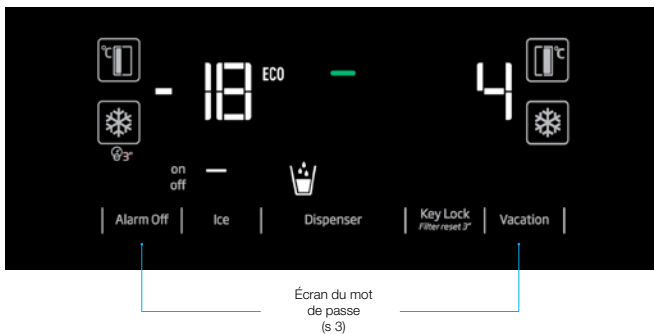 °C
°C
-18 ECO
4
3"
on
off
Alarm Off
Ice
Dispenser
Key Lock
Filter reset 3"
Vacation
Écran du mot
de passe
(s 3)